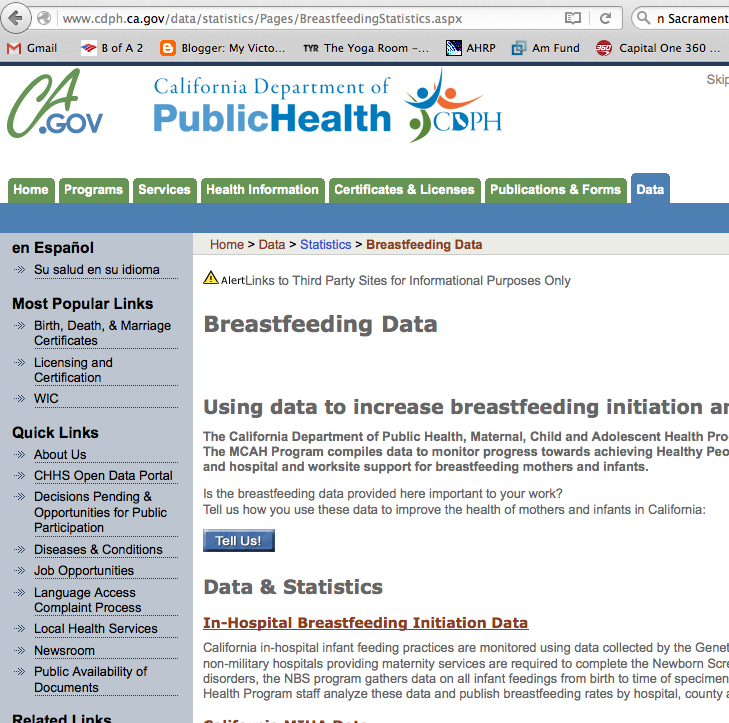 www.cdph.ca.gov/data/statistics/Pages/BreastfeedingStatistics.aspx
n Sacrament
Gmail
B of A 2
Blogger: My Victo...
TYR The Yoga Room -...
AHRP
Am Fund
360 Capital One 360 ...
CA.GOV
California Department of
PublicHealth
CDPH
Skip
Home
Programs
Services
Health Information
Certificates & Licenses
Publications & Forms
Data
en Español
Su salud en su idioma
Most Popular Links
Birth, Death, & Marriage
Certificates
Licensing and
Certification
WIC
Quick Links
About Us
CHHS Open Data Portal
Decisions Pending &
Opportunities for Public
Participation
Diseases & Conditions
Job Opportunities
Language Access
Complaint Process
Local Health Services
Newsroom
Public Availability of
Documents
Related Links
Home > Data > Statistics > Breastfeeding Data
AlertLinks to Third Party Sites for Informational Purposes Only
Breastfeeding Data
Using data to increase breastfeeding initiation an
The California Department of Public Health, Maternal, Child and Adolescent Health Pro
The MCAH Program compiles data to monitor progress towards achieving Healthy Peo
and hospital and worksite support for breastfeeding mothers and infants.
Is the breastfeeding data provided here important to your work?
Tell us how you use these data to improve the health of mothers and infants in California:
Tell Us!
Data & Statistics
In-Hospital Breastfeeding Initiation Data
California in-hospital infant feeding practices are monitored using data collected by the Genet
non-military hospitals providing maternity services are required to complete the Newborn Scre
disorders, the NBS program gathers data on all infant feedings from birth to time of specimen
Health Program staff analyze these data and publish breastfeeding rates by hospital, county a
California MIHA Data